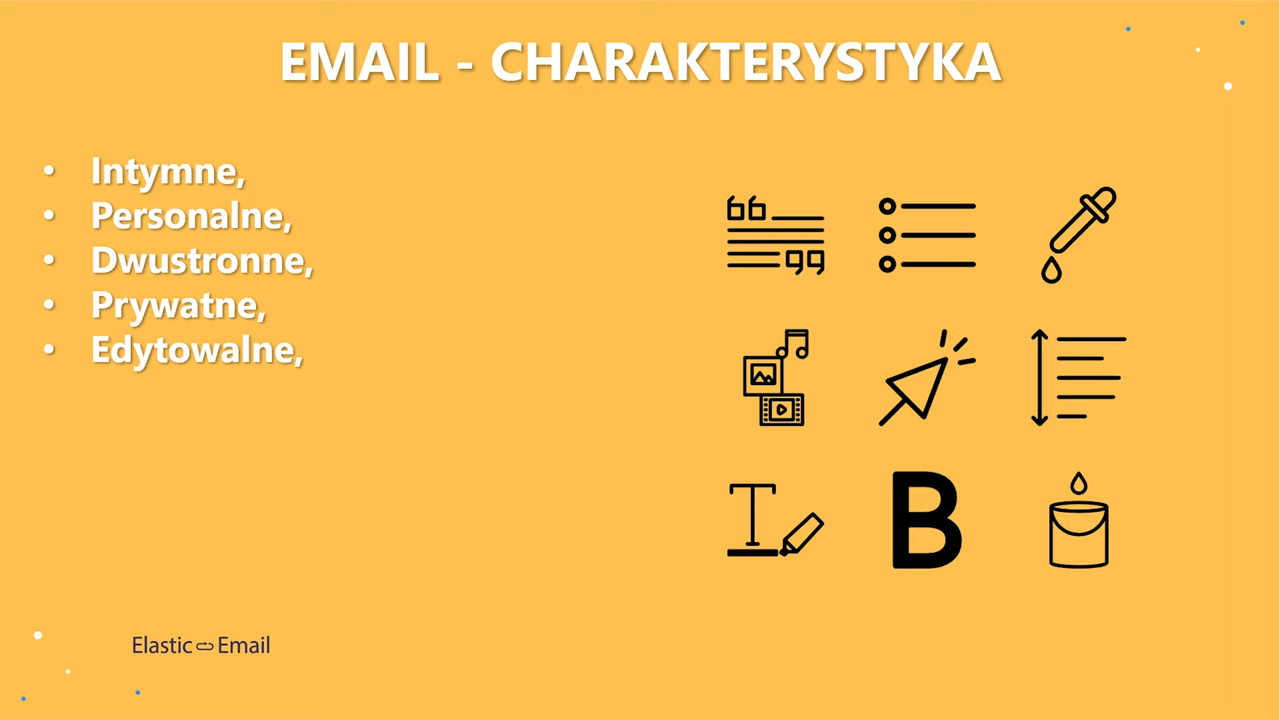 EMAIL - CHARAKTERYSTYKA
• Intymne,
• Personalne,
• Dwustronne,
• Prywatne,
• Edytowalne,
T
B
Elastic Email